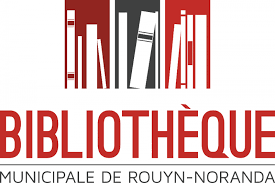 BIBLIOTHÈQUE
MUNICIPALE DE ROUYN-NORANDA